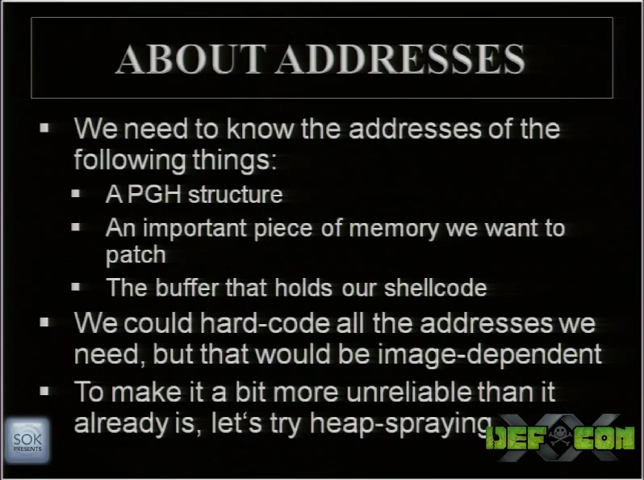 ABOUT ADDRESSES
We need to know the addresses of the
following things:
A PGH structure
An important piece of memory we want to
patch
The buffer that holds our shellcode
We could hard-code all the addresses we
need, but that would be image-dependent
To make it a bit more unreliable than it
already is, let‘s try heap-spraying
SOK
PRESENTS
XX
DEF CON